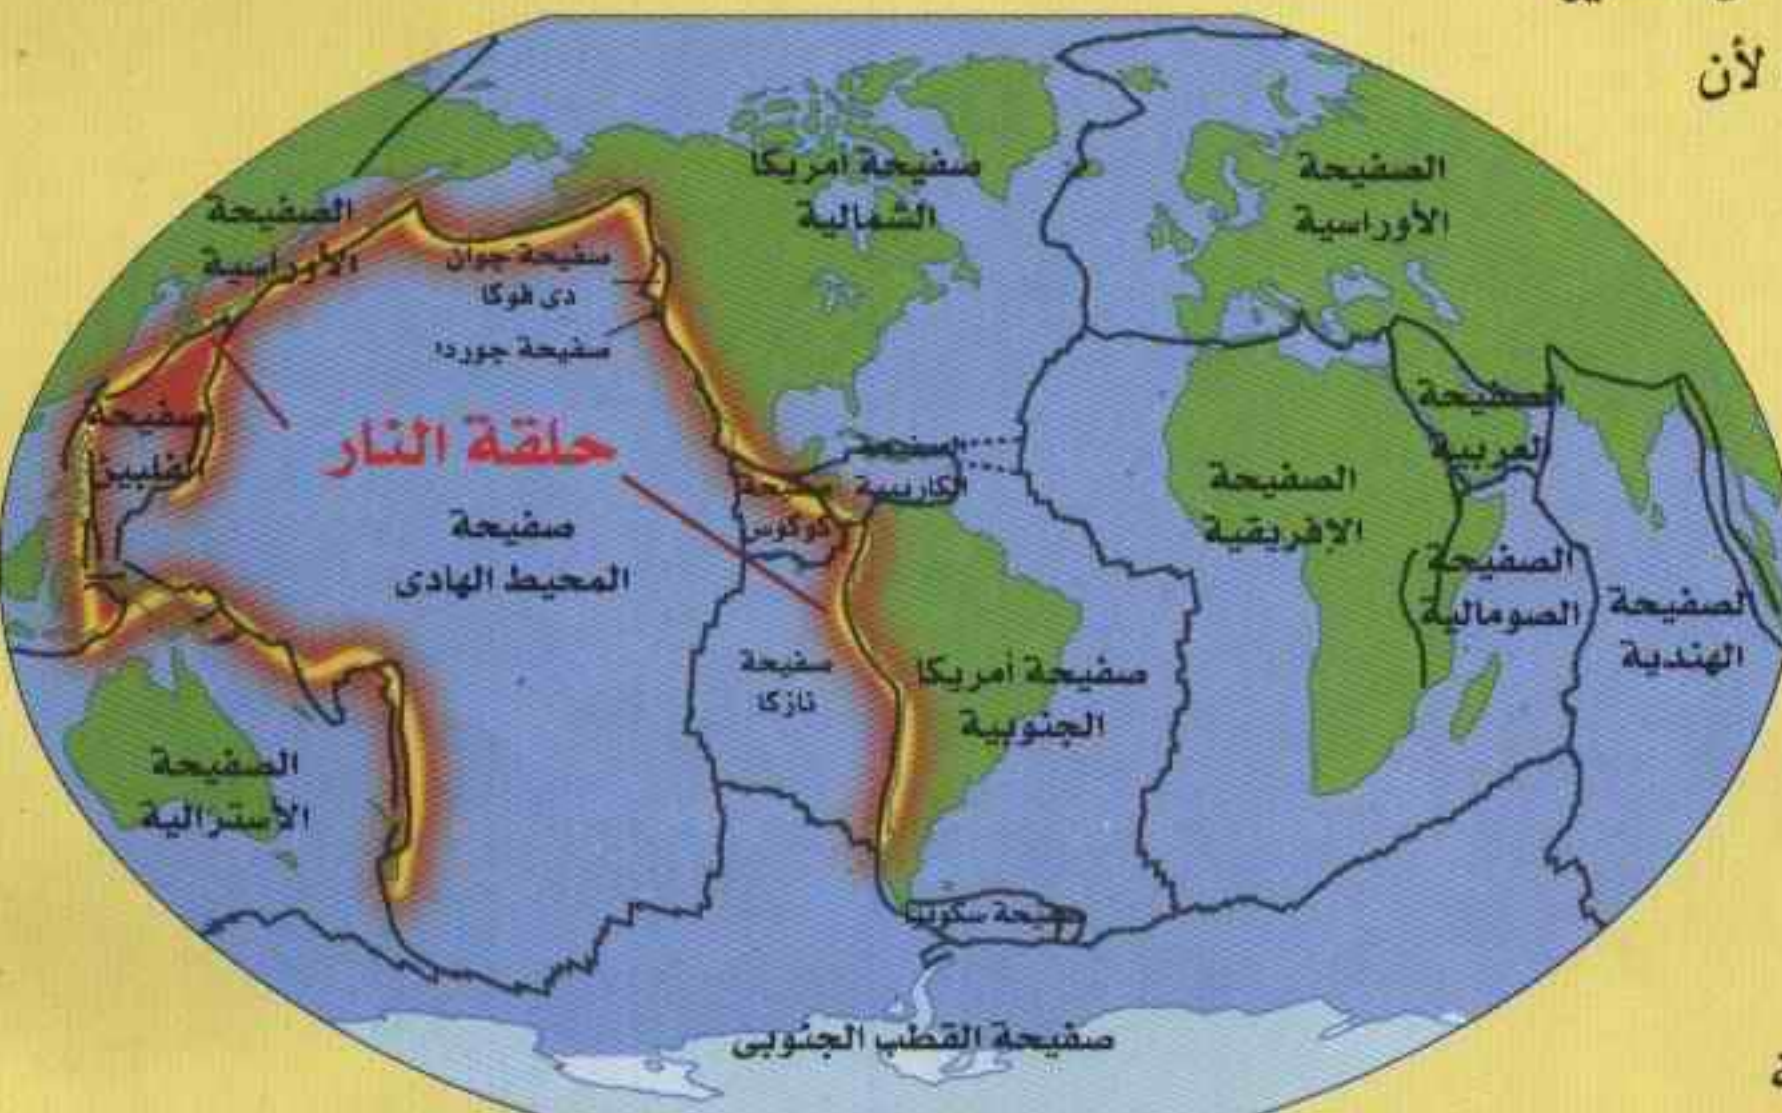 لأن
صفيحة أمريكا
الشمالية
الصفيحة
الأوراسية
الصفيحة
الأوراسية
صفيحة جوان
دى فوكا
صفيحة جوردا
صفيحة
الفلبين
حلقة النار
صفيحة
المحيط الهادى
الصفيحة
الكاريبية
صفيحة
كوكوس
الصفيحة
الإفريقية
الصفيحة
العربية
الصفيحة
الصومالية
الصفيحة
الهندية
صفيحة
نازكا
صفيحة أمريكا
الجنوبية
الصفيحة
الأسترالية
صفيحة سكوتيا
صفيحة القطب الجنوبى